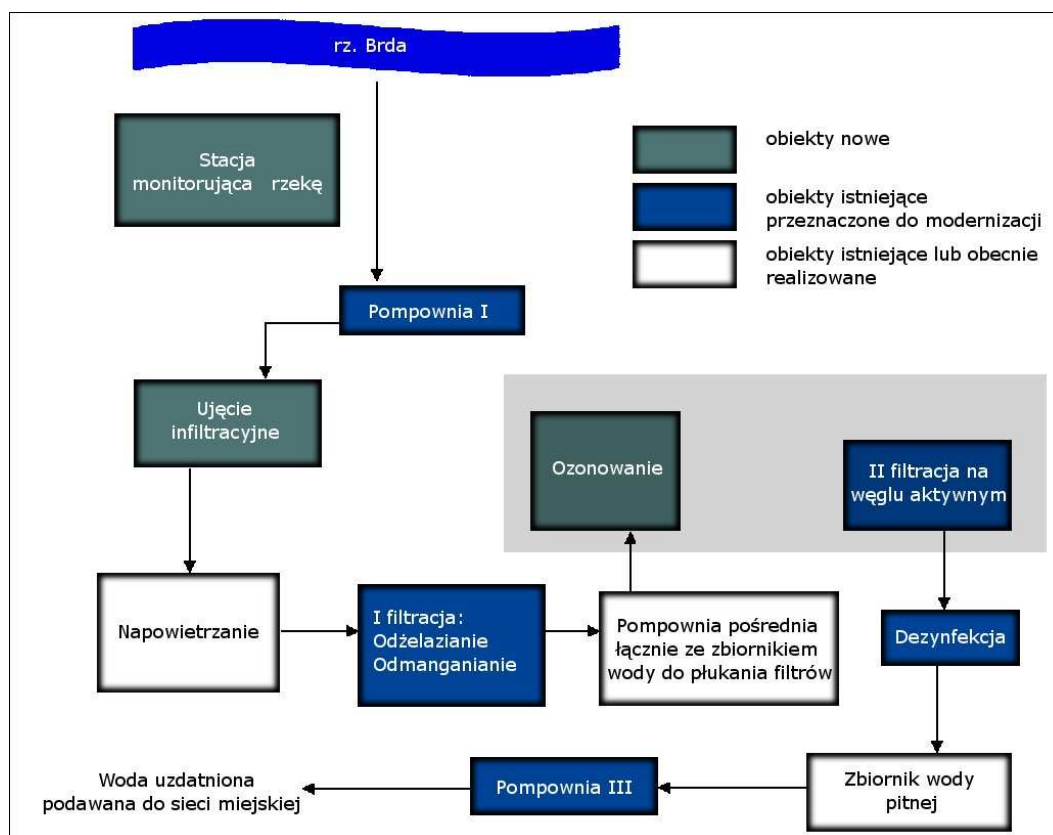 rz. Brda
Stacja
monitorująca rzekę
obiekty nowe
obiekty istniejące
przeznaczone do modernizacji
obiekty istniejące lub obecnie
realizowane
Pompownia I
Ujęcie
infiltracyjne
Ozonowanie
II filtracja na
węglu aktywnym
Napowietrzanie
I filtracja:
Odżelazianie
Odmanganianie
Pompownia pośrednia
łącznie ze zbiornikiem
wody do płukania filtrów
Dezynfekcja
Zbiornik wody
pitnej
Pompownia III
Woda uzdatniona
podawana do sieci miejskiej